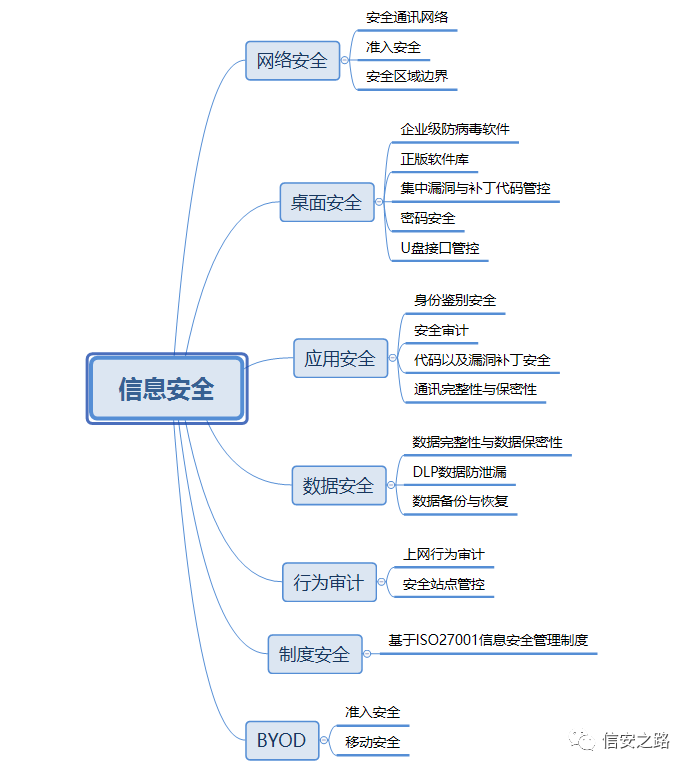 信息安全
网络安全
安全通讯网络
准入安全
安全区域边界
桌面安全
企业级防病毒软件
正版软件库
集中漏洞与补丁代码管控
密码安全
U盘接口管控
应用安全
身份鉴别安全
安全审计
代码以及漏洞补丁安全
通讯完整性与保密性
数据安全
数据完整性与数据保密性
DLP数据防泄漏
数据备份与恢复
行为审计
上网行为审计
安全站点管控
制度安全
基于ISO27001信息安全管理制度
BYOD
准入安全
移动安全
信安之路